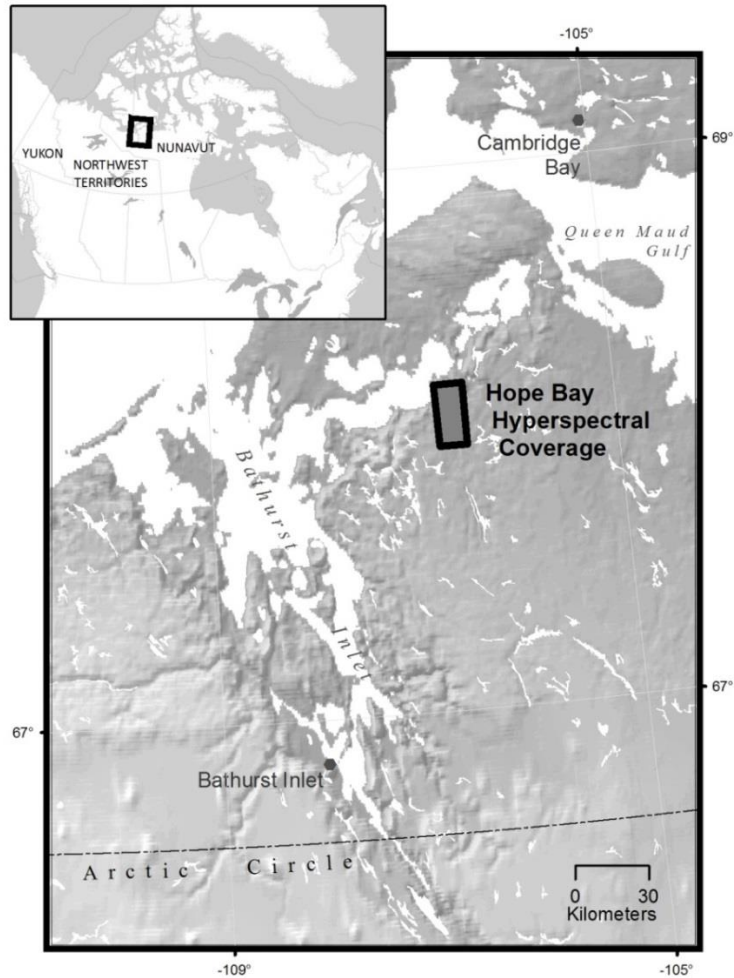 YUKON
NORTHWEST
TERRITORIES
NUNAVUT
-105°
Cambridge
Bay
69°
Queen Maud
Gulf
Hope Bay
Hyperspectral
Coverage
Bathurst
Inlet
67°
67°
Bathurst Inlet
Arctic Circle
0 30
Kilometers
-109°
-105°